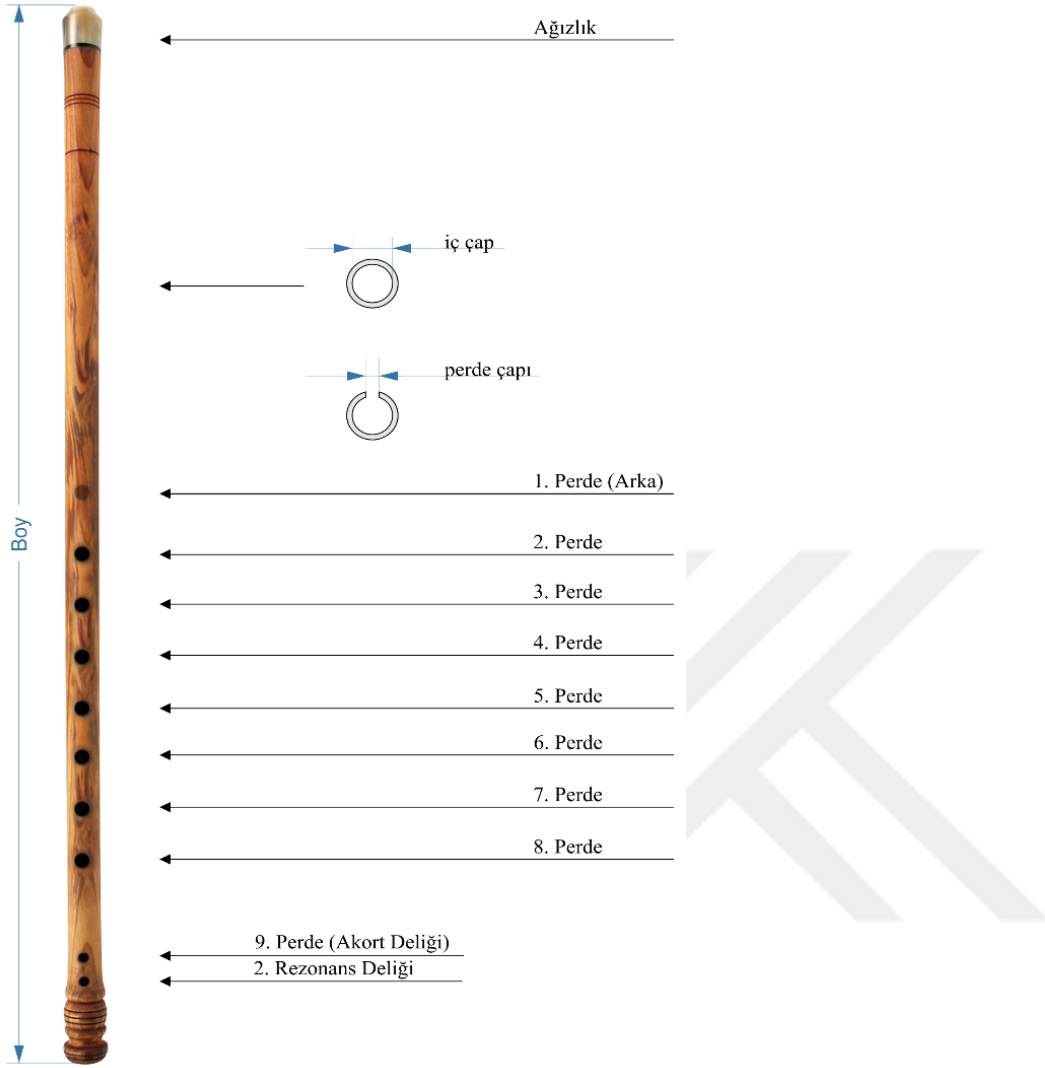 Ağızlık
iç çap
perde çapı
1. Perde (Arka)
Boy
2. Perde
3. Perde
4. Perde
5. Perde
6. Perde
7. Perde
8. Perde
9. Perde (Akort Deliği)
2. Rezonans Deliği